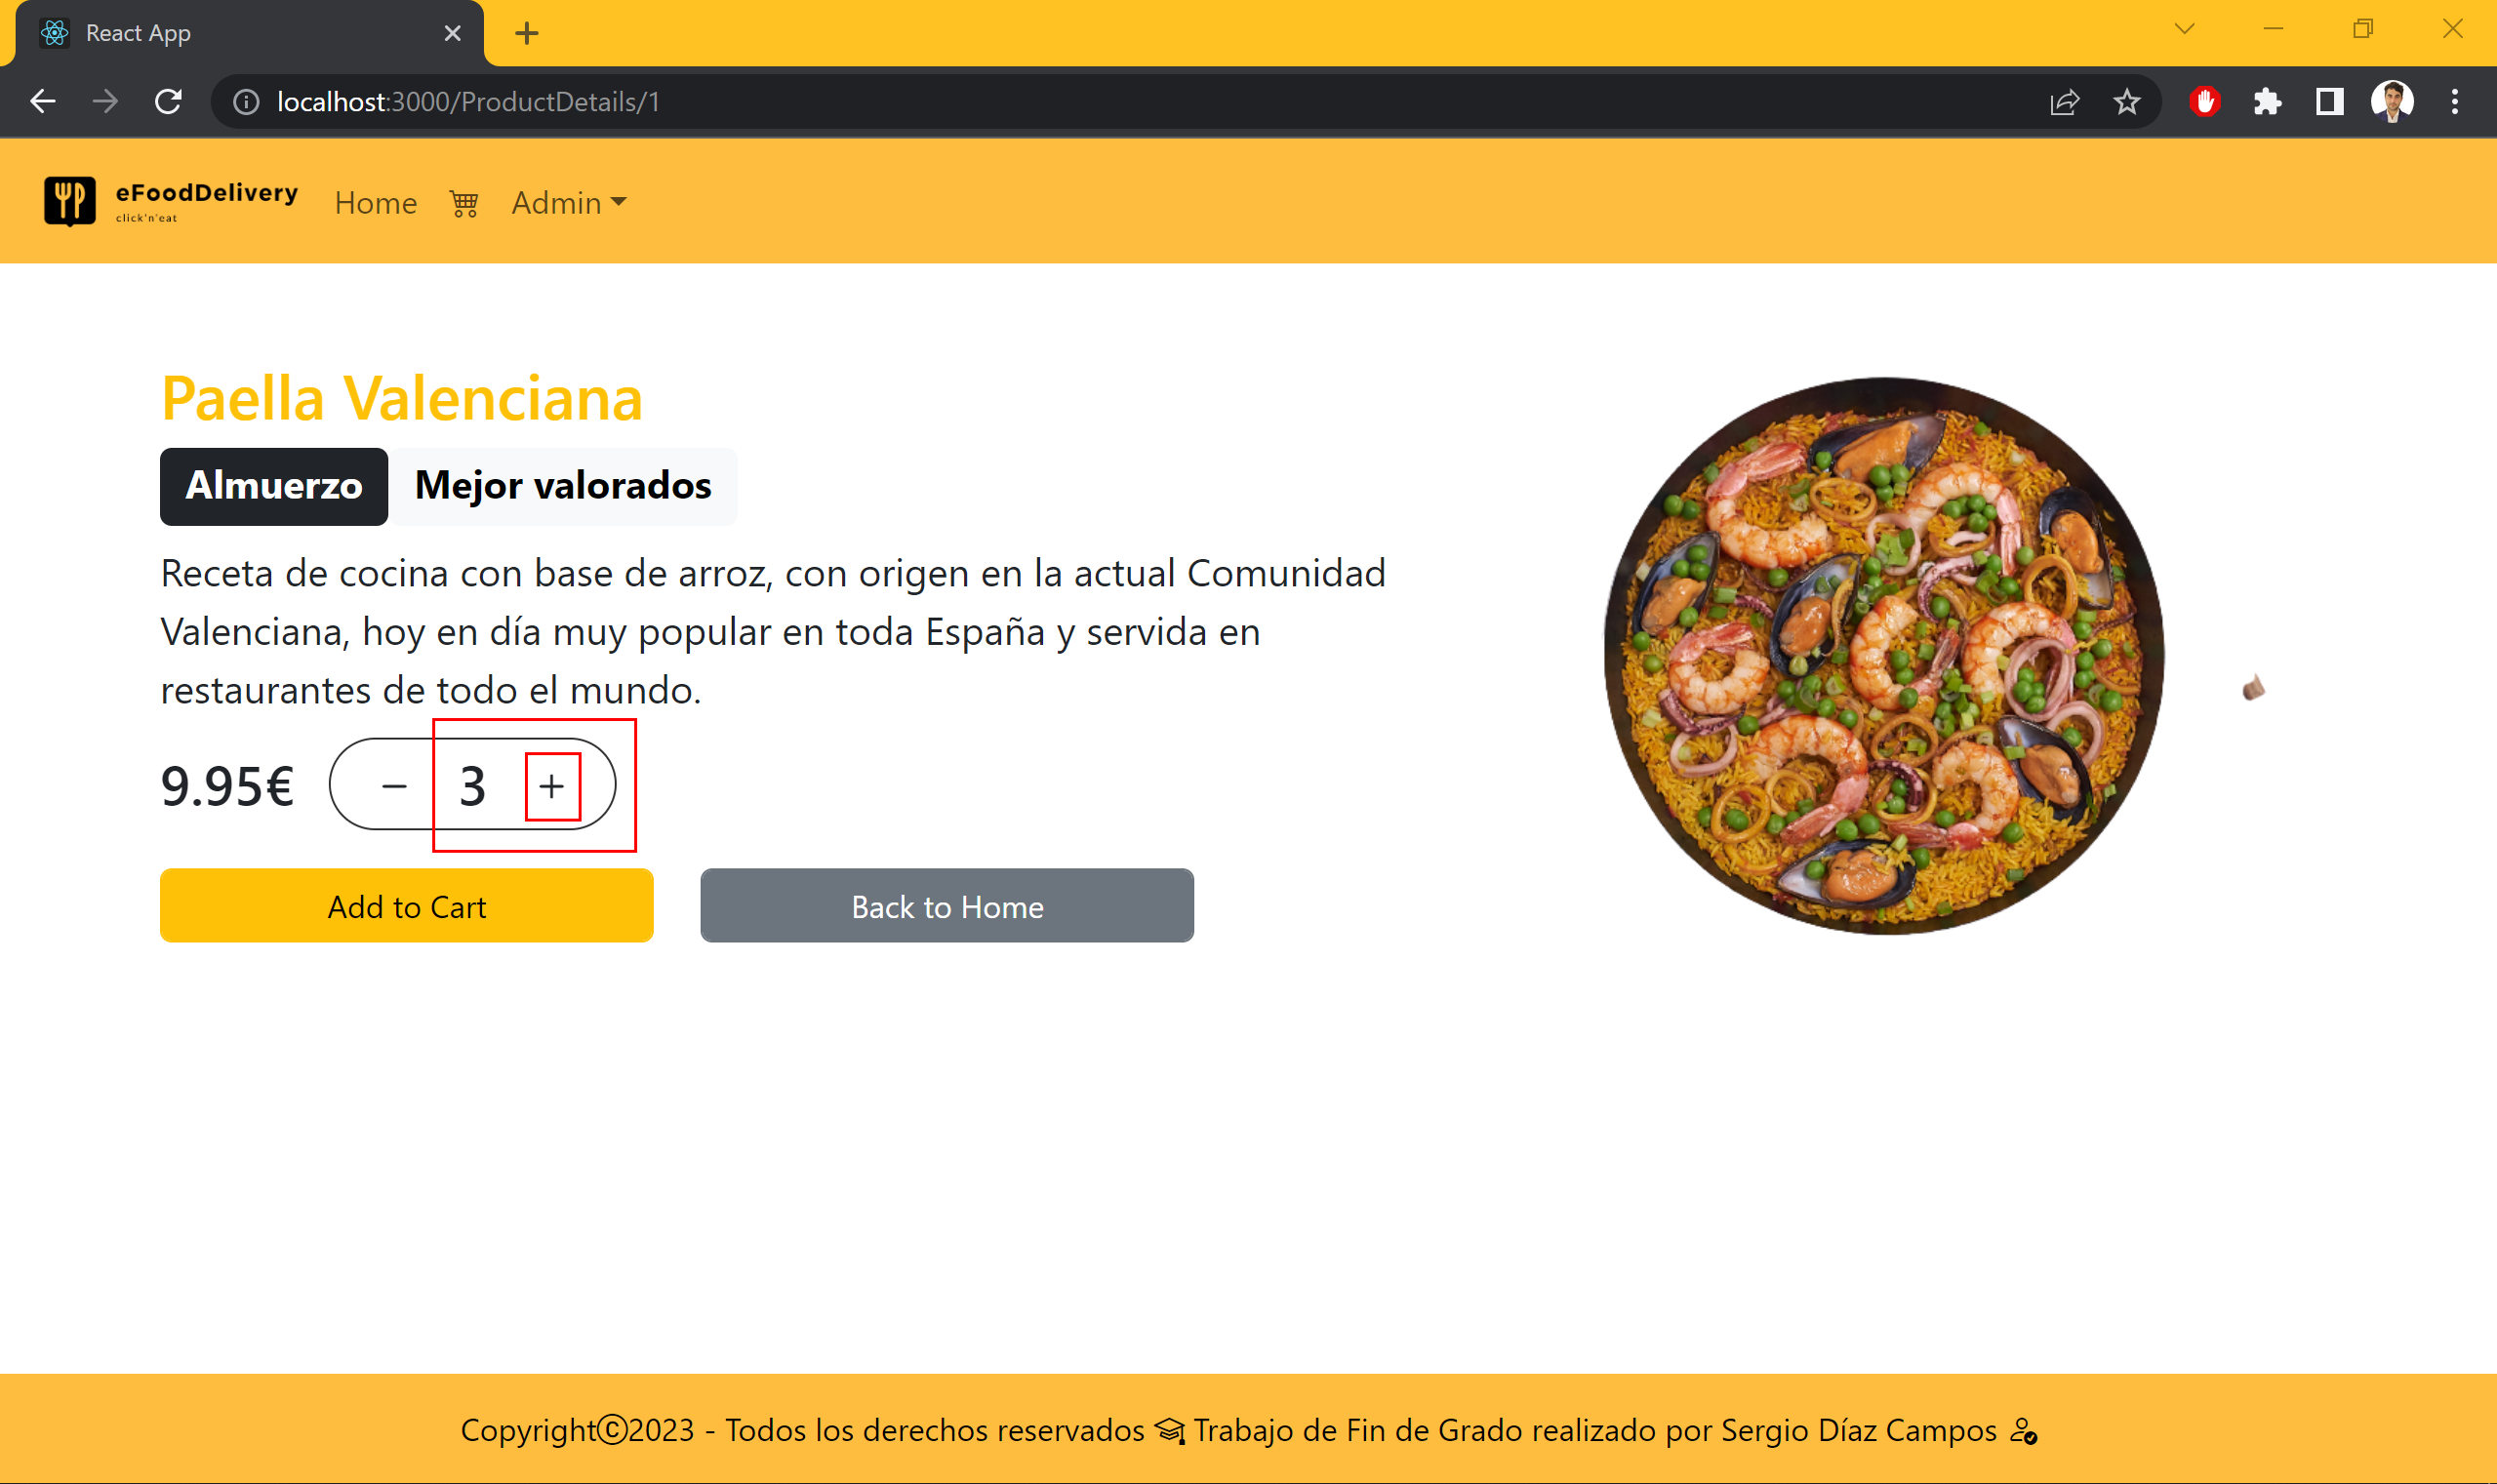 React App
localhost:3000/ProductDetails/1
eFoodDelivery
click'n'eat
Home
Admin
Paella Valenciana
Almuerzo
Mejor valorados
Receta de cocina con base de arroz, con origen en la actual Comunidad
Valenciana, hoy en día muy popular en toda España y servida en
restaurantes de todo el mundo.
9.95€
− 3 +
Add to Cart
Back to Home
Copyright©2023 - Todos los derechos reservados Trabajo de Fin de Grado realizado por Sergio Díaz Campos